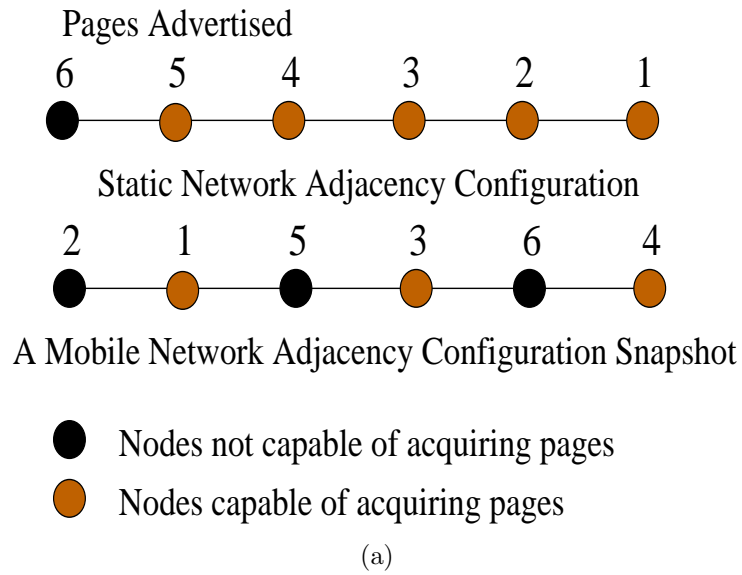 Pages Advertised
6 5 4 3 2 1
Static Network Adjacency Configuration
2 1 5 3 6 4
A Mobile Network Adjacency Configuration Snapshot
Nodes not capable of acquiring pages
Nodes capable of acquiring pages
(a)